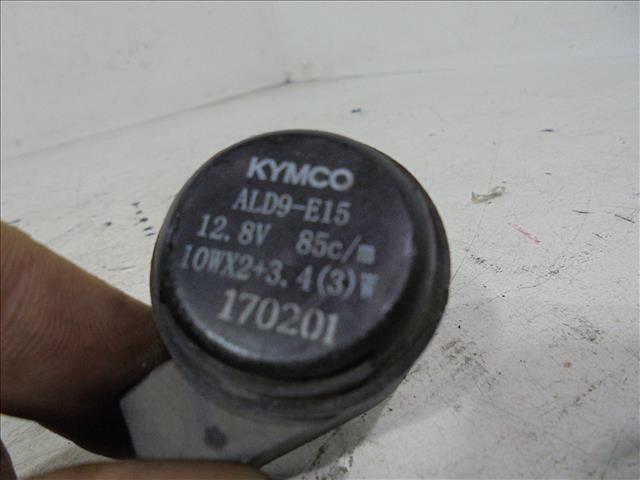 KYMCO
ALD9-E15
12.8V 85c/m
10WX2+3.4(3)W
170201